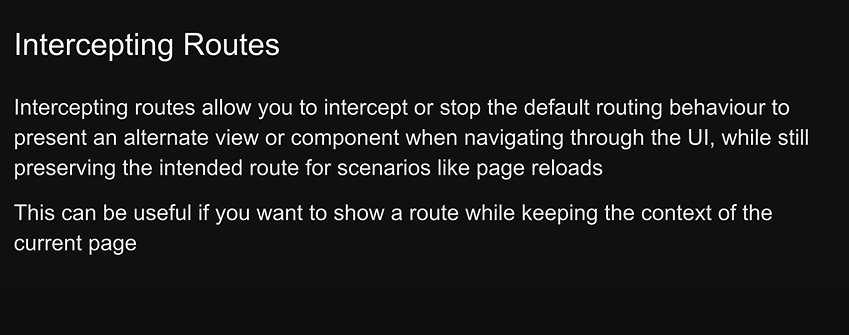 Intercepting Routes
Intercepting routes allow you to intercept or stop the default routing behaviour to
present an alternate view or component when navigating through the UI, while still
preserving the intended route for scenarios like page reloads
This can be useful if you want to show a route while keeping the context of the
current page